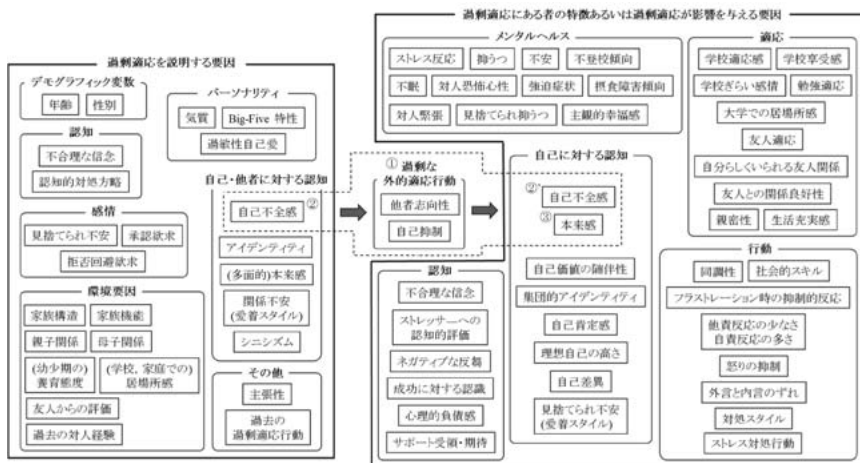 過剰適応を説明する要因
デモグラフィック変数
年齢 性別
認知
不合理な信念
認知的対処方略
感情
見捨てられ不安 承認欲求
拒否回避欲求
環境要因
家族構造 家族機能
親子関係 母子関係
(幼少期の)
養育態度
(学校、家庭での)
居場所感
友人からの評価
過去の対人経験
パーソナリティ
気質 Big-Five 特性
過敏性自己愛
自己・他者に対する認知
自己不全感 ②
アイデンティティ
(多面的)本来感
関係不安
(愛着スタイル)
シニシズム
その他
主張性
過去の
過剰適応行動
① 過剰な
外的適応行動
他者志向性
自己抑制
過剰適応にある者の特徴あるいは過剰適応が影響を与える要因
メンタルヘルス
ストレス反応 抑うつ 不安 不登校傾向
不眠 対人恐怖心性 強迫症状 摂食障害傾向
対人緊張 見捨てられ抑うつ 主観的幸福感
認知
不合理な信念
ストレッサ―への
認知的評価
ネガティブな反芻
成功に対する認識
心理的負債感
サポート受領・期待
自己に対する認知
②' 自己不全感
③ 本来感
自己価値の随伴性
集団的アイデンティティ
自己肯定感
理想自己の高さ
自己差異
見捨てられ不安
(愛着スタイル)
適応
学校適応感 学校享受感
学校ぎらい感情 勉強適応
大学での居場所感
友人適応
自分らしくいられる友人関係
友人との関係良好性
親密性 生活充実感
行動
同調性 社会的スキル
フラストレーション時の抑制的反応
他責反応の少なさ
自責反応の多さ
怒りの抑制
外言と内言のずれ
対処スタイル
ストレス対処行動